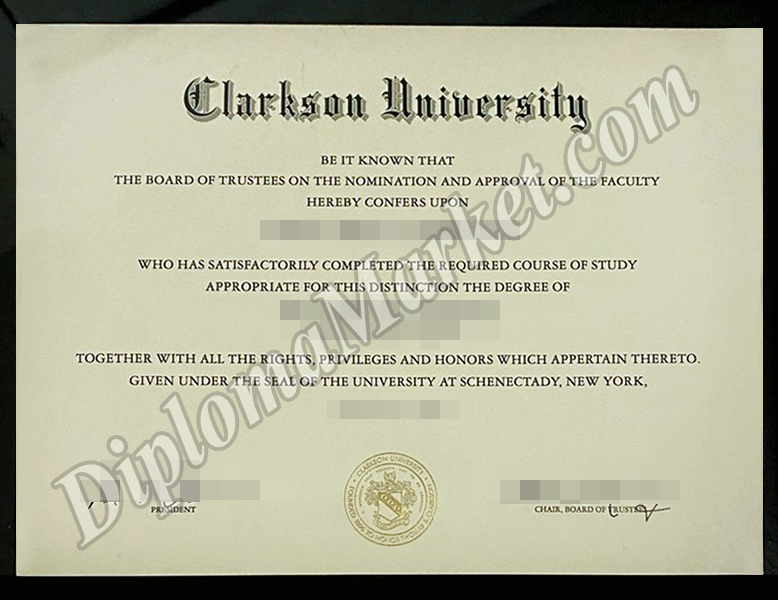 Clarkson University
BE IT KNOWN THAT
THE BOARD OF TRUSTEES ON THE NOMINATION AND APPROVAL OF THE FACULTY
HEREBY CONFERS UPON
WHO HAS SATISFACTORILY COMPLETED THE REQUIRED COURSE OF STUDY
APPROPRIATE FOR THIS DISTINCTION THE DEGREE OF
TOGETHER WITH ALL THE RIGHTS, PRIVILEGES AND HONORS WHICH APPERTAIN THERETO.
GIVEN UNDER THE SEAL OF THE UNIVERSITY AT SCHENECTADY, NEW YORK,
CLARKSON UNIVERSITY
PRESIDENT
CHAIR, BOARD OF TRUSTEES
DiplomaMarket.com